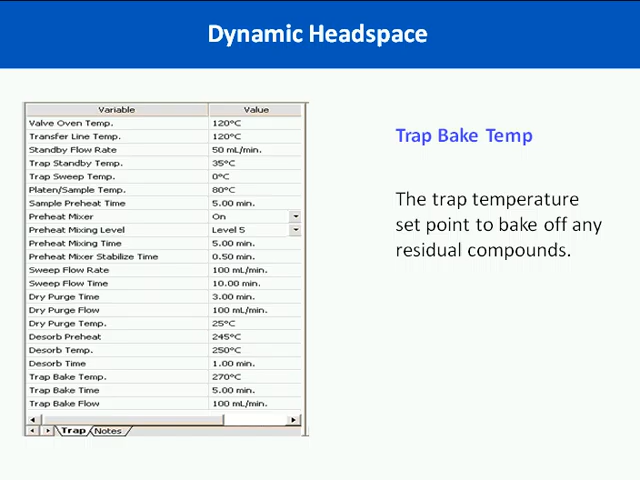 Dynamic Headspace
Variable Value
Valve Oven Temp. 120°C
Transfer Line Temp. 120°C
Standby Flow Rate 50 mL/min.
Trap Standby Temp. 35°C
Trap Sweep Temp. 0°C
Platen/Sample Temp. 80°C
Sample Preheat Time 5.00 min.
Preheat Mixer On
Preheat Mixing Level Level 5
Preheat Mixing Time 5.00 min.
Preheat Mixer Stabilize Time 0.50 min.
Sweep Flow Rate 100 mL/min.
Sweep Flow Time 10.00 min.
Dry Purge Time 3.00 min.
Dry Purge Flow 100 mL/min.
Dry Purge Temp. 25°C
Desorb Preheat 245°C
Desorb Temp. 250°C
Desorb Time 1.00 min.
Trap Bake Temp. 270°C
Trap Bake Time 5.00 min.
Trap Bake Flow 100 mL/min.
Trap Notes
Trap Bake Temp
The trap temperature
set point to bake off any
residual compounds.